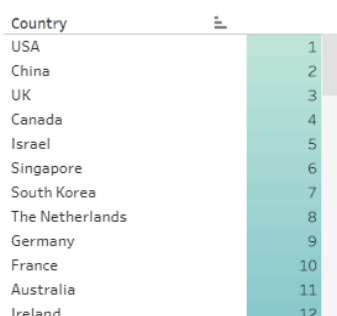 Country
USA 1
China 2
UK 3
Canada 4
Israel 5
Singapore 6
South Korea 7
The Netherlands 8
Germany 9
France 10
Australia 11
Ireland 12